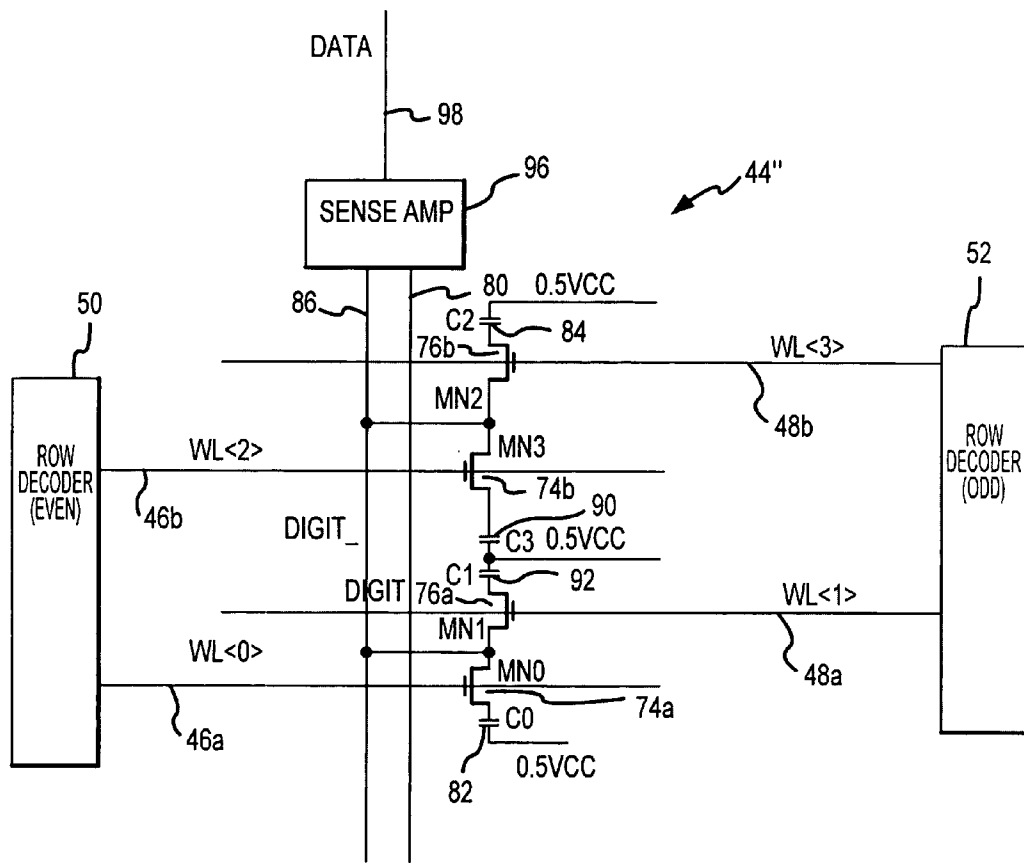 DATA
98
96
44"
SENSE AMP
52
80
0.5VCC
86
50
C2
84
76b
WL<3>
MN2
48b
ROW
DECODER
(EVEN)
WL<2>
MN3
ROW
DECODER
(ODD)
74b
46b
90
DIGIT_
C3
0.5VCC
C1
92
DIGIT
76a
WL<1>
MN1
WL<0>
MN0
48a
74a
46a
C0
82
0.5VCC